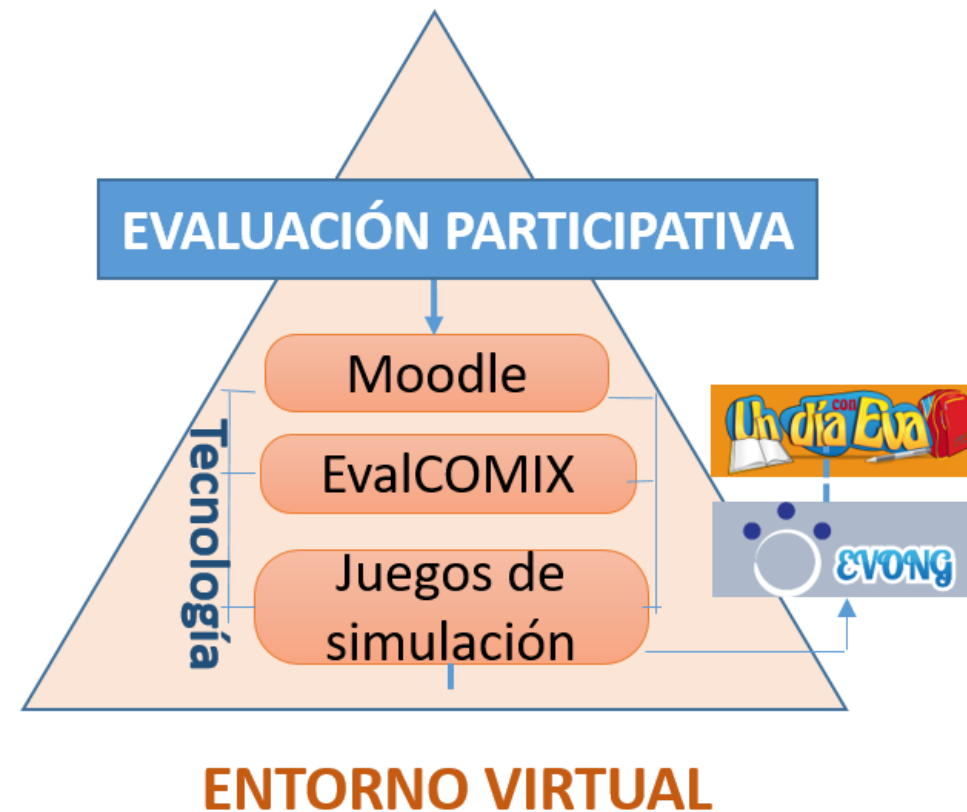 EVALUACIÓN PARTICIPATIVA
Moodle
Tecnología
EvalCOMIX
Juegos de
simulación
Un día con Eva
EVONG
ENTORNO VIRTUAL